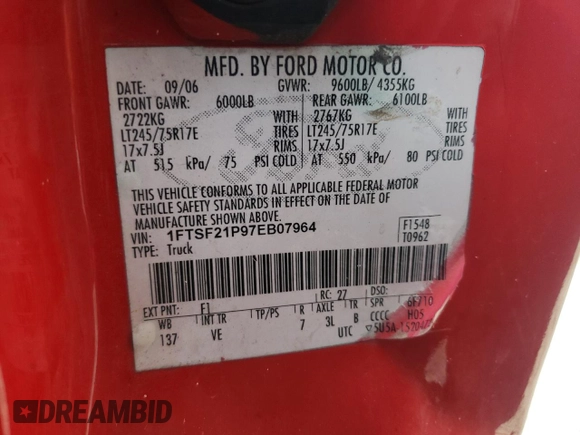 MFD. BY FORD MOTOR CO.
DATE: 09/06 GVWR: 9600LB/ 4355KG
FRONT GAWR: 6000LB REAR GAWR: 6100LB
2722KG WITH 2767KG WITH
LT245/75R17E TIRES LT245/75R17E TIRES
17x7.5J RIMS 17x7.5J RIMS
AT 515 kPa/ 75 PSI COLD AT 550 kPa/ 80 PSI COLD
THIS VEHICLE CONFORMS TO ALL APPLICABLE FEDERAL MOTOR
VEHICLE SAFETY STANDARDS IN EFFECT ON THE DATE OF
MANUFACTURE SHOWN ABOVE.
VIN: 1FTSF21P97EB07964 F1548
TYPE: Truck T0962
EXT PNT: F1 RC: 27 DSO:
WB INT TR TP/PS R AXLE TR SPR 6F710
137 VE 7 3L B CCCC H05
UTC
DREAMBID